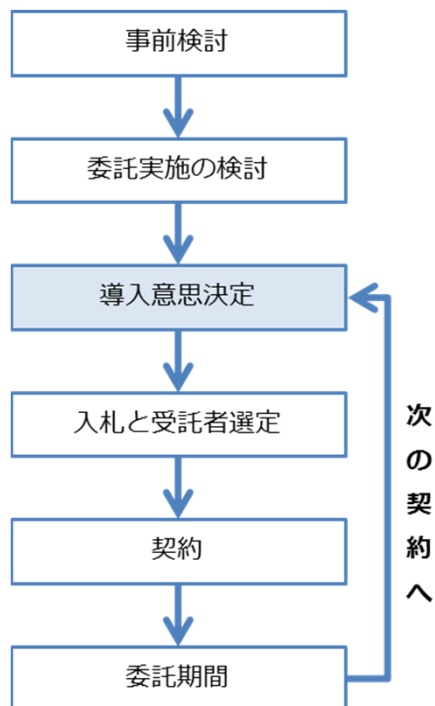 事前検討
委託実施の検討
導入意思決定
入札と受託者選定
契約
委託期間
次の契約へ